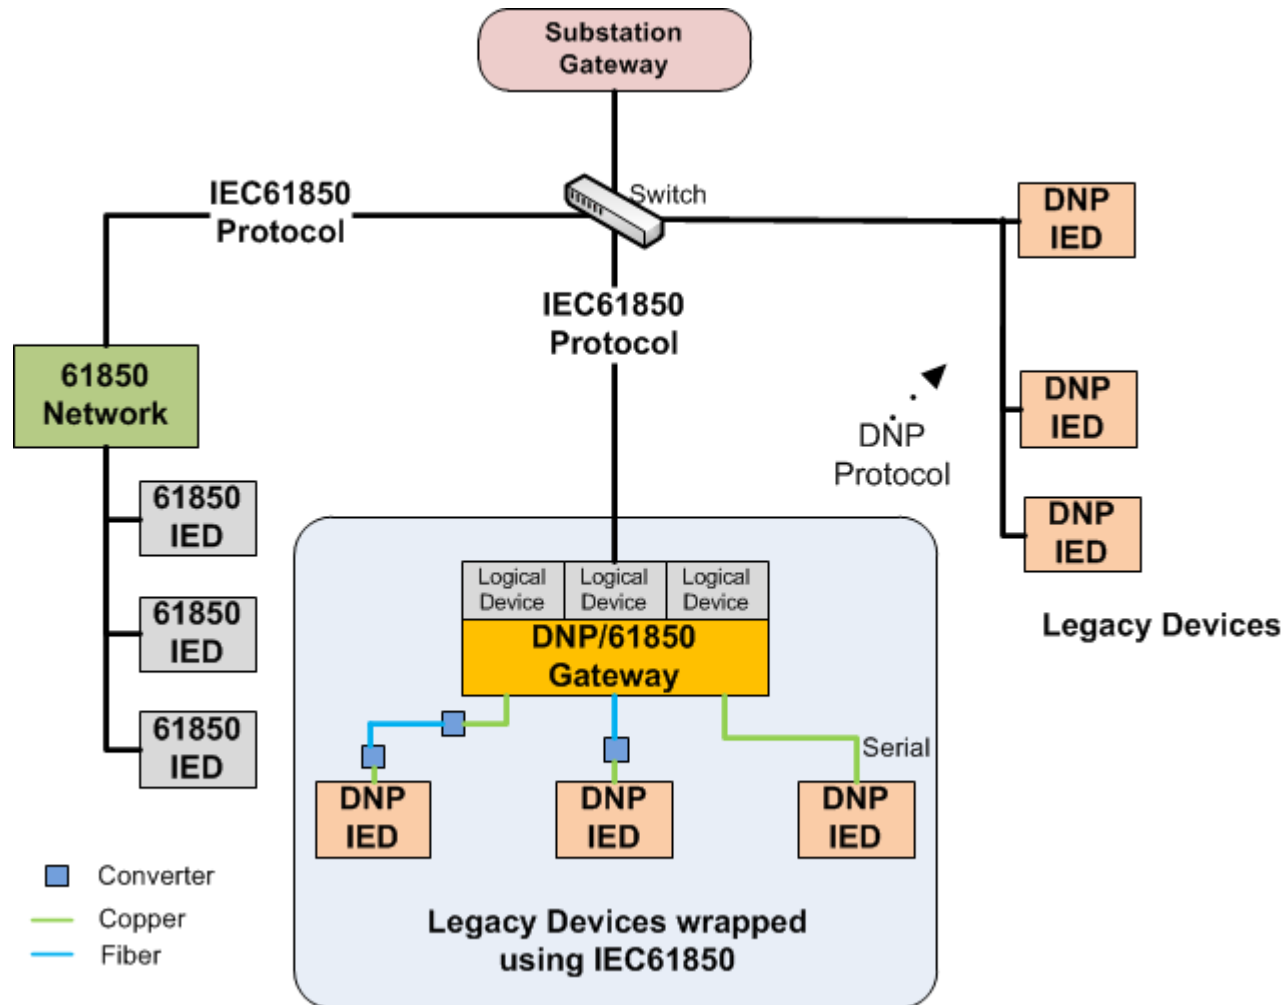 Substation
Gateway
Switch
IEC61850
Protocol
DNP
IED
IEC61850
Protocol
61850
Network
DNP
IED
DNP
Protocol
61850
IED
DNP
IED
61850
IED
61850
IED
Legacy Devices
Logical
Device
Logical
Device
Logical
Device
DNP/61850
Gateway
Serial
DNP
IED
DNP
IED
DNP
IED
Converter
Copper
Fiber
Legacy Devices wrapped
using IEC61850